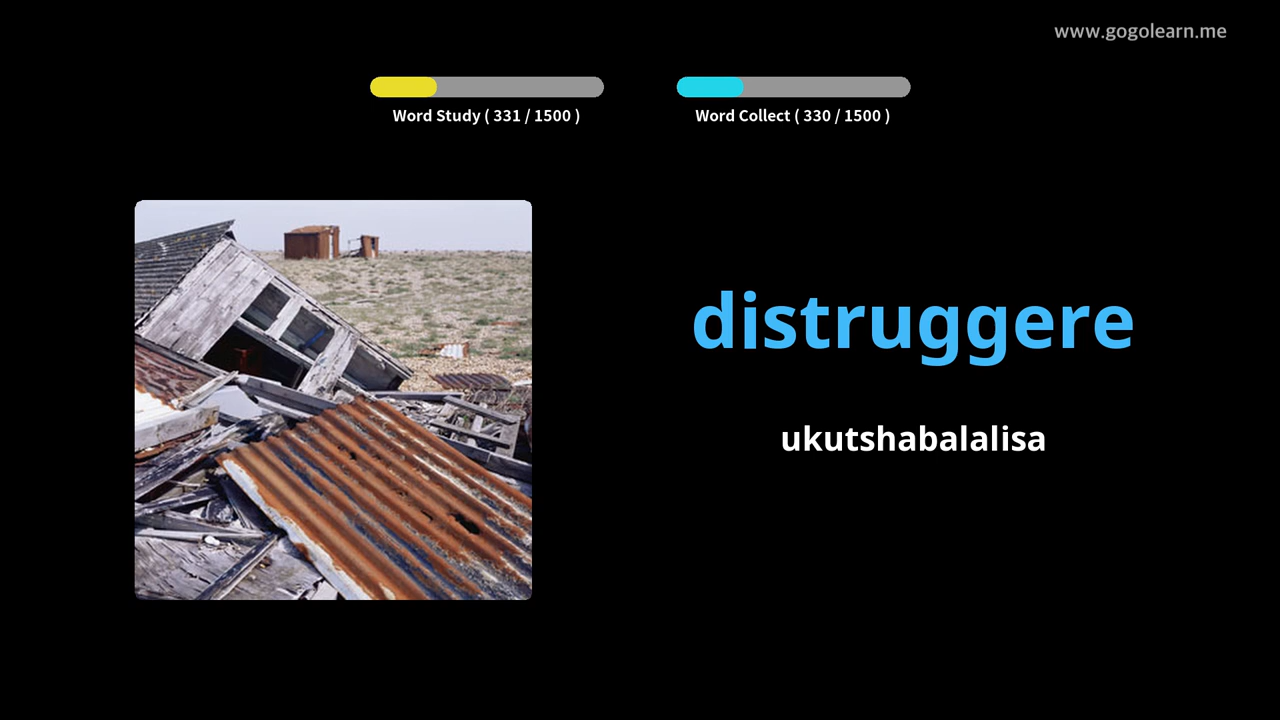 www.gogolearn.me
Word Study ( 331 / 1500 )
Word Collect ( 330 / 1500 )
distruggere
ukutshabalalisa